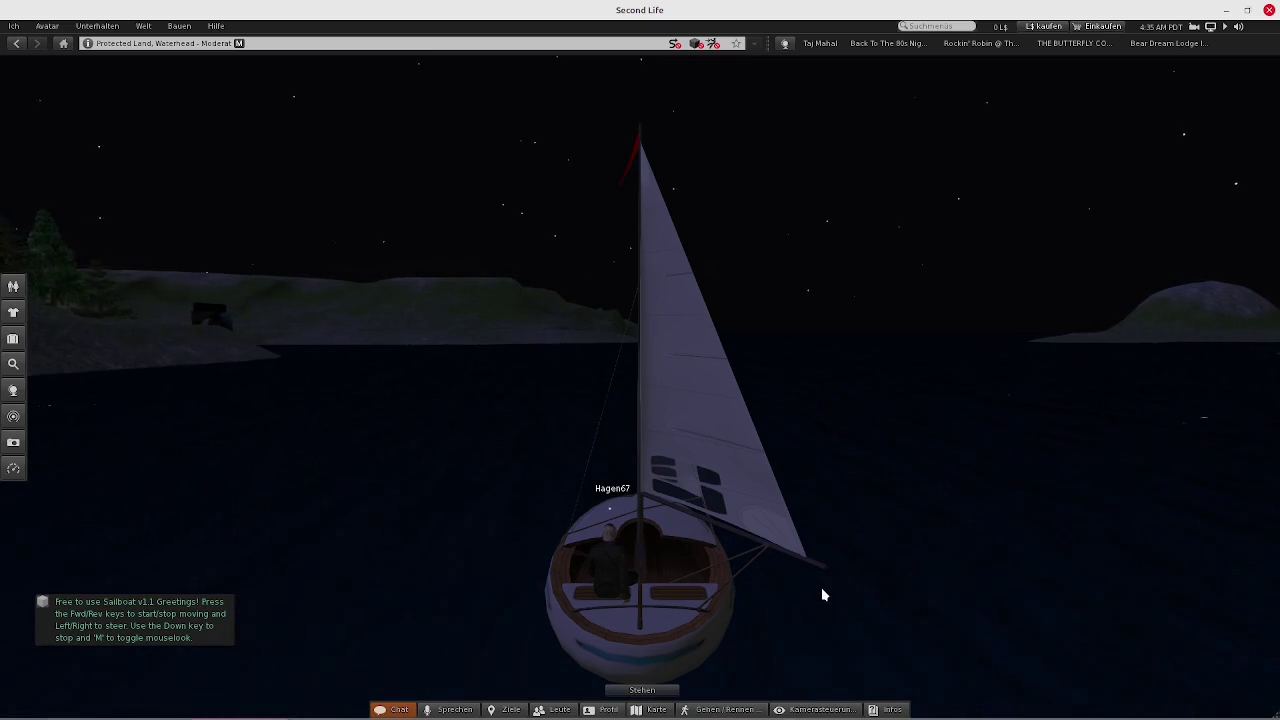 Second Life
Ich Avatar Unterhalten Welt Bauen Hilfe Suchmenüs 0 L$ L$ kaufen Einkaufen 4:35 AM PDT
Protected Land, Waterhead - Moderat M Taj Mahal Back To The 80s Nig... Rockin' Robin @ Th... THE BUTTERFLY CO... Bear Dream Lodge I...
Hagen67
Free to use Sailboat v1.1 Greetings! Press
the Fwd/Rev keys to start/stop moving and
Left/Right to steer. Use the Down key to
stop and 'M' to toggle mouselook.
Stehen
Chat Sprechen Ziele Leute Profil Karte Gehen / Rennen ... Kamerasteuerun... Infos